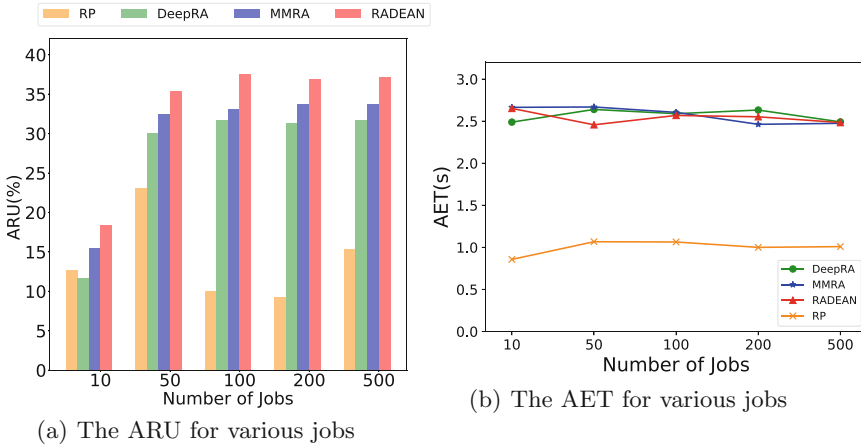 RP DeepRA MMRA RADEAN
ARU(%)
40
35
30
25
20
15
10
5
0
10 50 100 200 500
Number of Jobs
(a) The ARU for various jobs
AET(s)
3.0
2.5
2.0
1.5
1.0
0.5
0.0
DeepRA
MMRA
RADEAN
RP
10 50 100 200 500
Number of Jobs
(b) The AET for various jobs